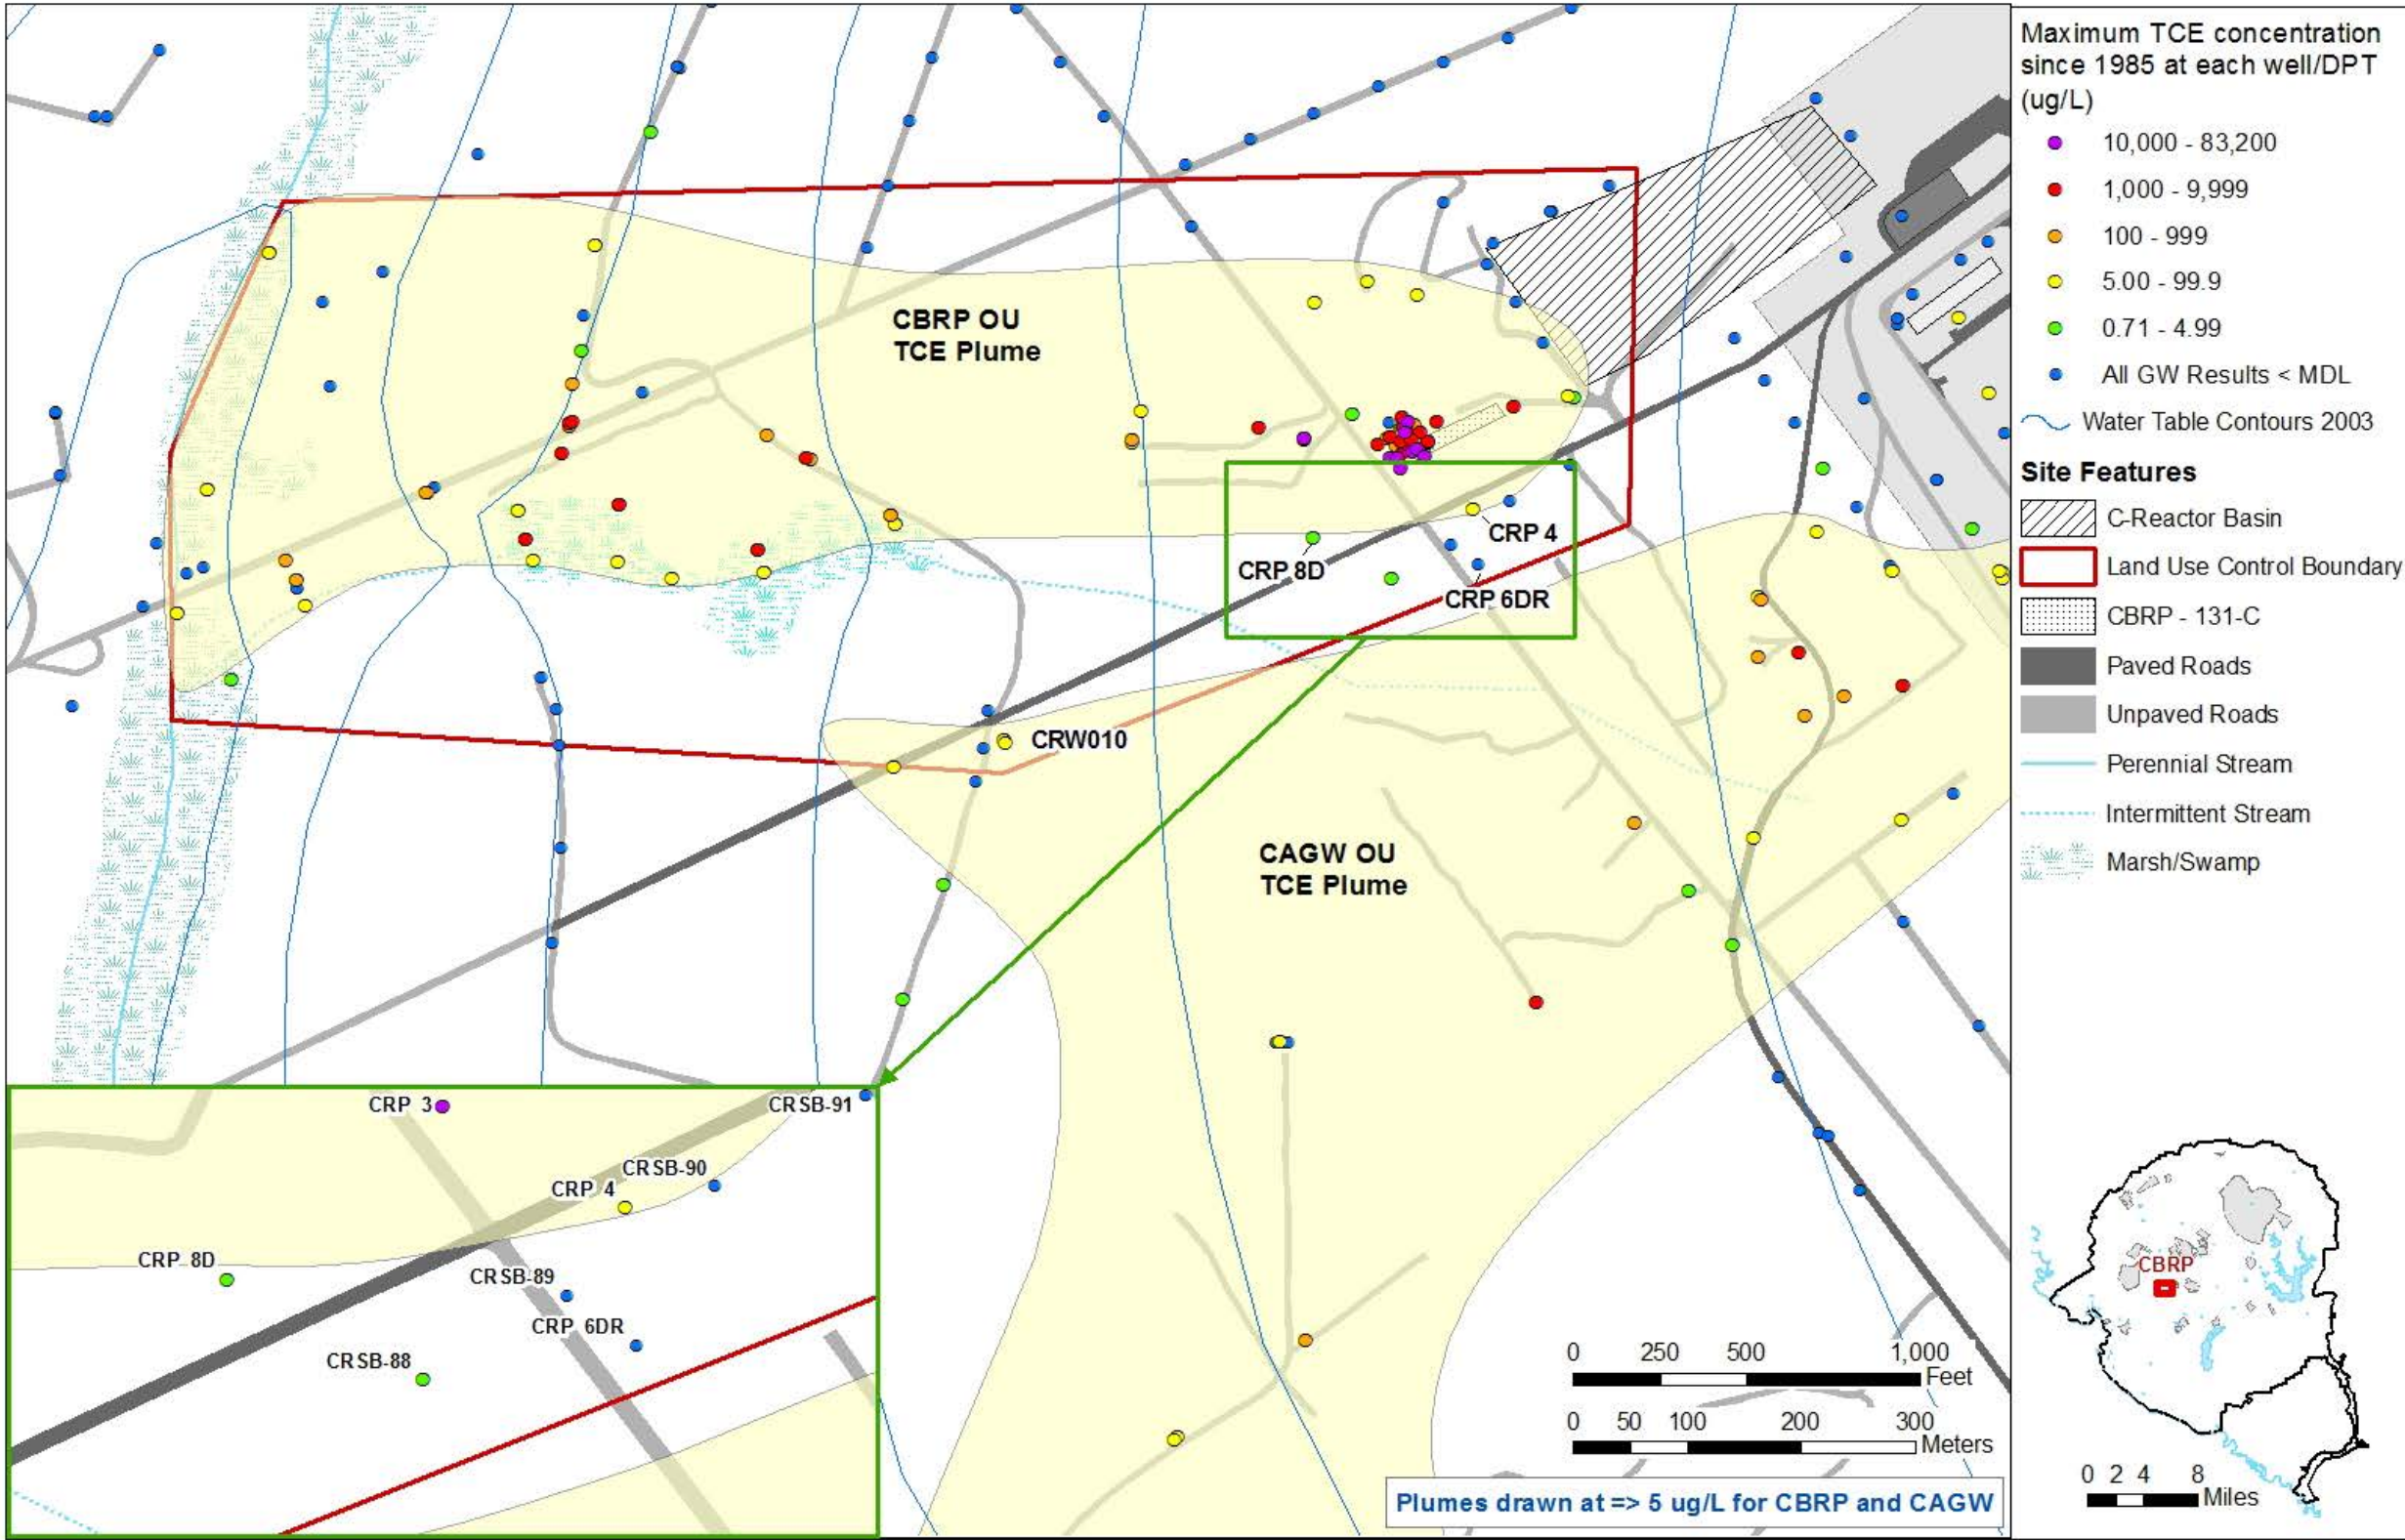 CBRP OU
TCE Plume
CRP 4
CRP 8D
CRP 6DR
CRW010
CAGW OU
TCE Plume
CRP 3
CRSB-91
CRSB-90
CRP 4
CRP 8D
CRSB-89
CRP 6DR
CRSB-88
0 250 500 1,000
Feet
0 50 100 200 300
Meters
Plumes drawn at => 5 ug/L for CBRP and CAGW
Maximum TCE concentration
since 1985 at each well/DPT
(ug/L)
10,000 - 83,200
1,000 - 9,999
100 - 999
5.00 - 99.9
0.71 - 4.99
All GW Results < MDL
Water Table Contours 2003
Site Features
C-Reactor Basin
Land Use Control Boundary
CBRP - 131-C
Paved Roads
Unpaved Roads
Perennial Stream
Intermittent Stream
Marsh/Swamp
CBRP
0 2 4 8
Miles